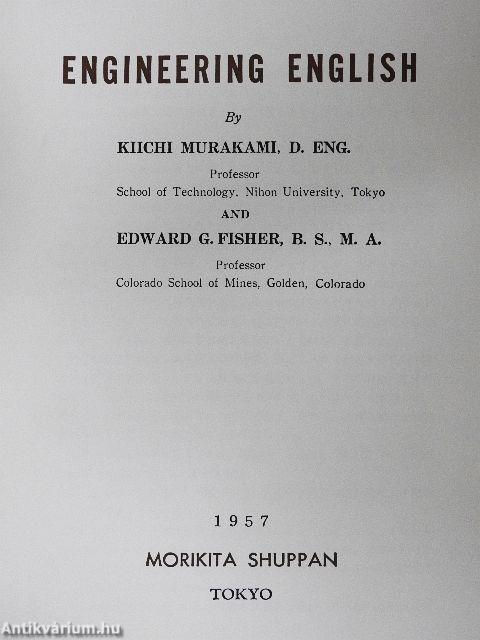 ENGINEERING ENGLISH
By
KIICHI MURAKAMI, D. ENG.
Professor
School of Technology, Nihon University, Tokyo
AND
EDWARD G. FISHER, B. S., M. A.
Professor
Colorado School of Mines, Golden, Colorado
1957
MORIKITA SHUPPAN
TOKYO
Antikvárium.hu